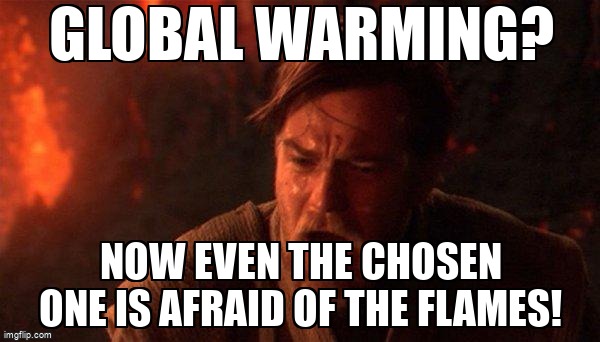 GLOBAL WARMING?
NOW EVEN THE CHOSEN
ONE IS AFRAID OF THE FLAMES!
imgflip.com